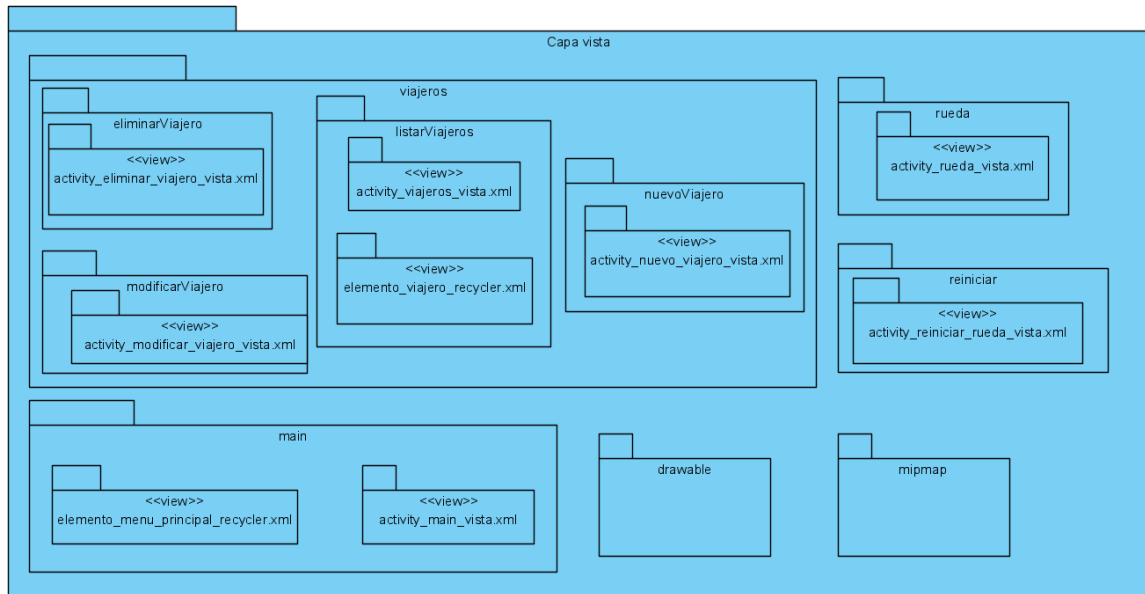 Capa vista
viajeros
eliminarViajero
<<view>>
activity_eliminar_viajero_vista.xml
modificarViajero
<<view>>
activity_modificar_viajero_vista.xml
listarViajeros
<<view>>
activity_viajeros_vista.xml
<<view>>
elemento_viajero_recycler.xml
nuevoViajero
<<view>>
activity_nuevo_viajero_vista.xml
rueda
<<view>>
activity_rueda_vista.xml
reiniciar
<<view>>
activity_reiniciar_rueda_vista.xml
main
<<view>>
elemento_menu_principal_recycler.xml
<<view>>
activity_main_vista.xml
drawable
mipmap